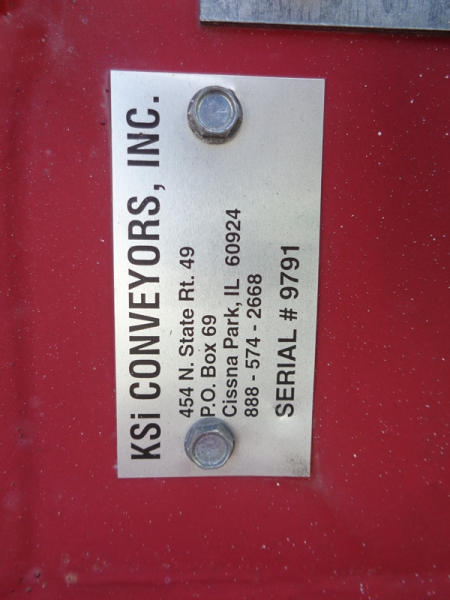 KSi CONVEYORS, INC.
454 N. State Rt. 49
P.O. Box 69
Cissna Park, IL 60924
888 - 574 - 2668
SERIAL # 9791